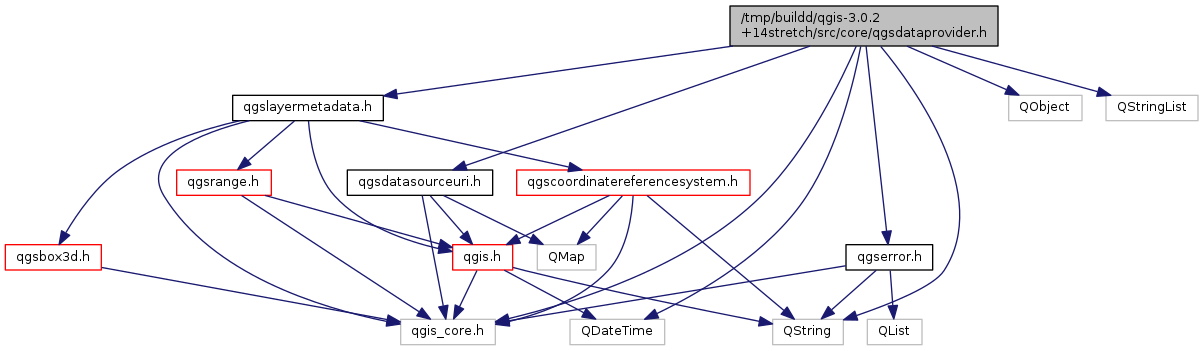 /tmp/buildd/qgis-3.0.2
+14stretch/src/core/qgsdataprovider.h
qgslayermetadata.h
QObject
QStringList
qgsrange.h
qgsdatasourceuri.h
qgscoordinatereferencesystem.h
qgsbox3d.h
qgis.h
QMap
qgserror.h
qgis_core.h
QDateTime
QString
QList